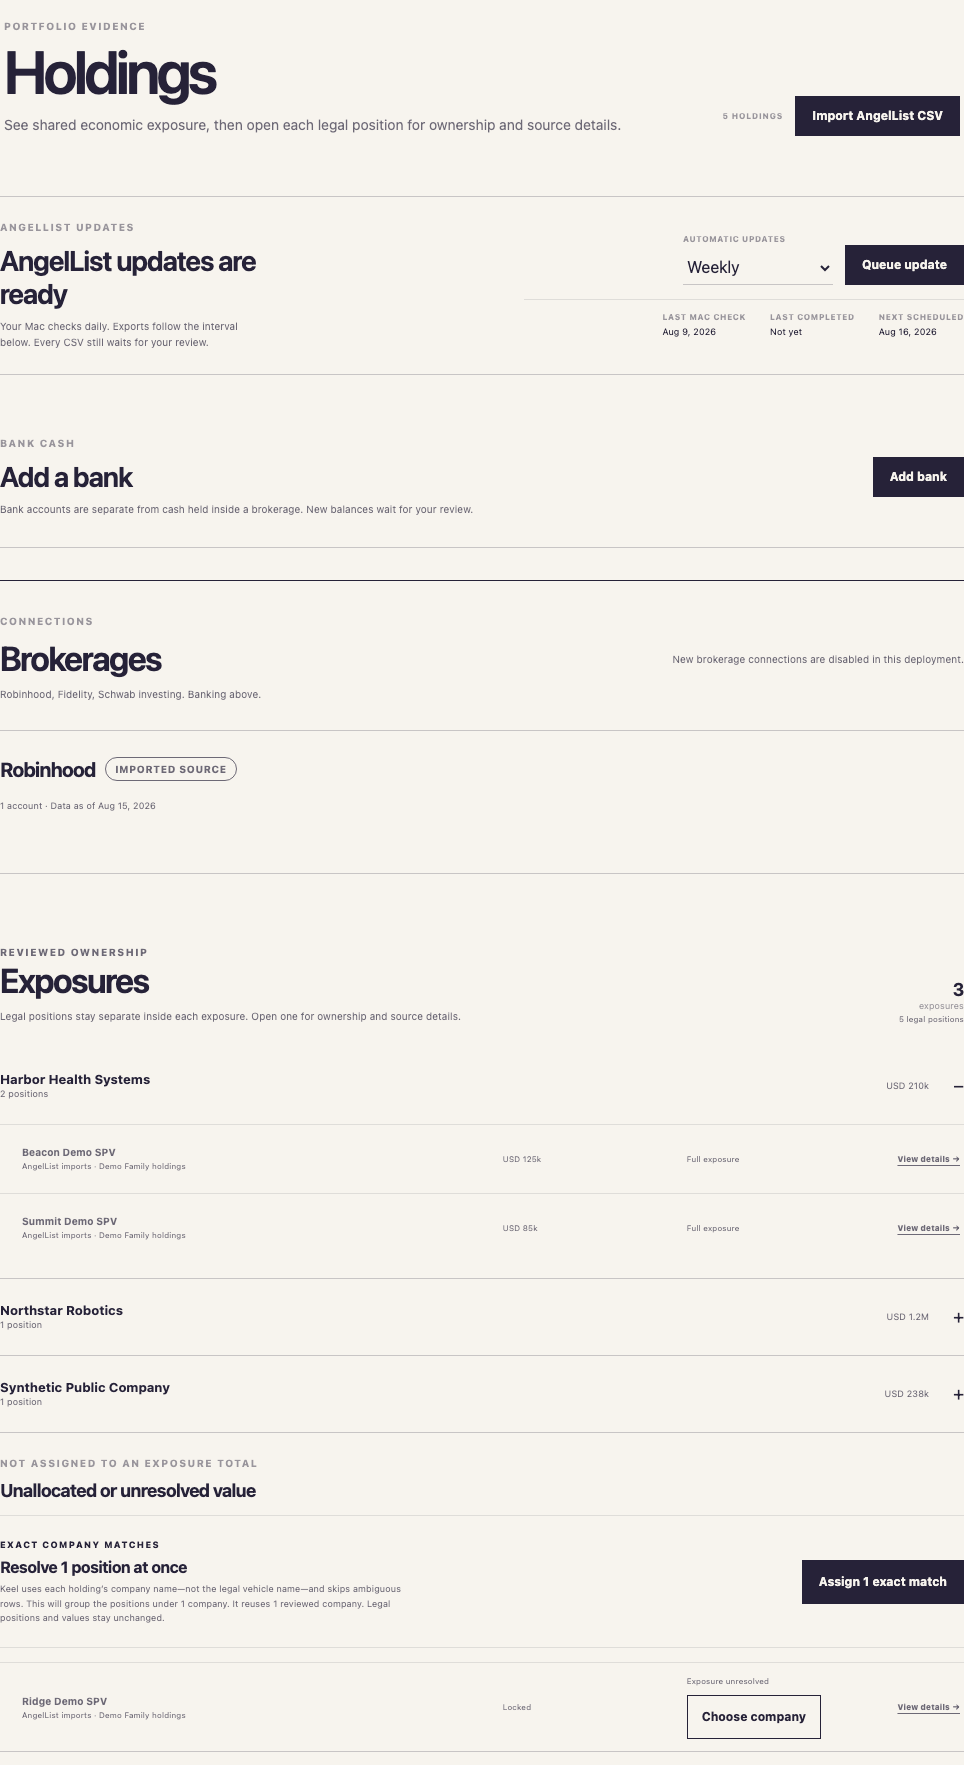 PORTFOLIO EVIDENCE
Holdings
See shared economic exposure, then open each legal position for ownership and source details.
5 HOLDINGS
Import AngelList CSV
ANGELLIST UPDATES
AngelList updates are
ready
Your Mac checks daily. Exports follow the interval
below. Every CSV still waits for your review.
AUTOMATIC UPDATES
Weekly
Queue update
LAST MAC CHECK
Aug 9, 2026
LAST COMPLETED
Not yet
NEXT SCHEDULED
Aug 16, 2026
BANK CASH
Add a bank
Bank accounts are separate from cash held inside a brokerage. New balances wait for your review.
Add bank
CONNECTIONS
Brokerages
Robinhood, Fidelity, Schwab investing. Banking above.
New brokerage connections are disabled in this deployment.
Robinhood
IMPORTED SOURCE
1 account · Data as of Aug 15, 2026
REVIEWED OWNERSHIP
Exposures
Legal positions stay separate inside each exposure. Open one for ownership and source details.
3
exposures
5 legal positions
Harbor Health Systems
2 positions
USD 210k
−
Beacon Demo SPV
AngelList imports · Demo Family holdings
USD 125k
Full exposure
View details →
Summit Demo SPV
AngelList imports · Demo Family holdings
USD 85k
Full exposure
View details →
Northstar Robotics
1 position
USD 1.2M
+
Synthetic Public Company
1 position
USD 238k
+
NOT ASSIGNED TO AN EXPOSURE TOTAL
Unallocated or unresolved value
EXACT COMPANY MATCHES
Resolve 1 position at once
Keel uses each holding's company name—not the legal vehicle name—and skips ambiguous
rows. This will group the positions under 1 company. It reuses 1 reviewed company. Legal
positions and values stay unchanged.
Assign 1 exact match
Ridge Demo SPV
AngelList imports · Demo Family holdings
Locked
Exposure unresolved
Choose company
View details →